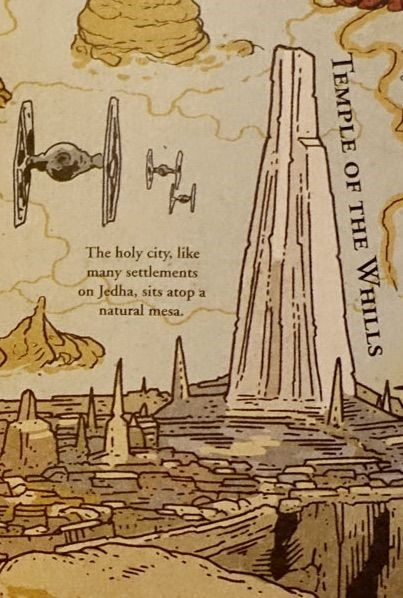 TEMPLE OF THE WHILLS
The holy city, like
many settlements
on Jedha, sits atop a
natural mesa.